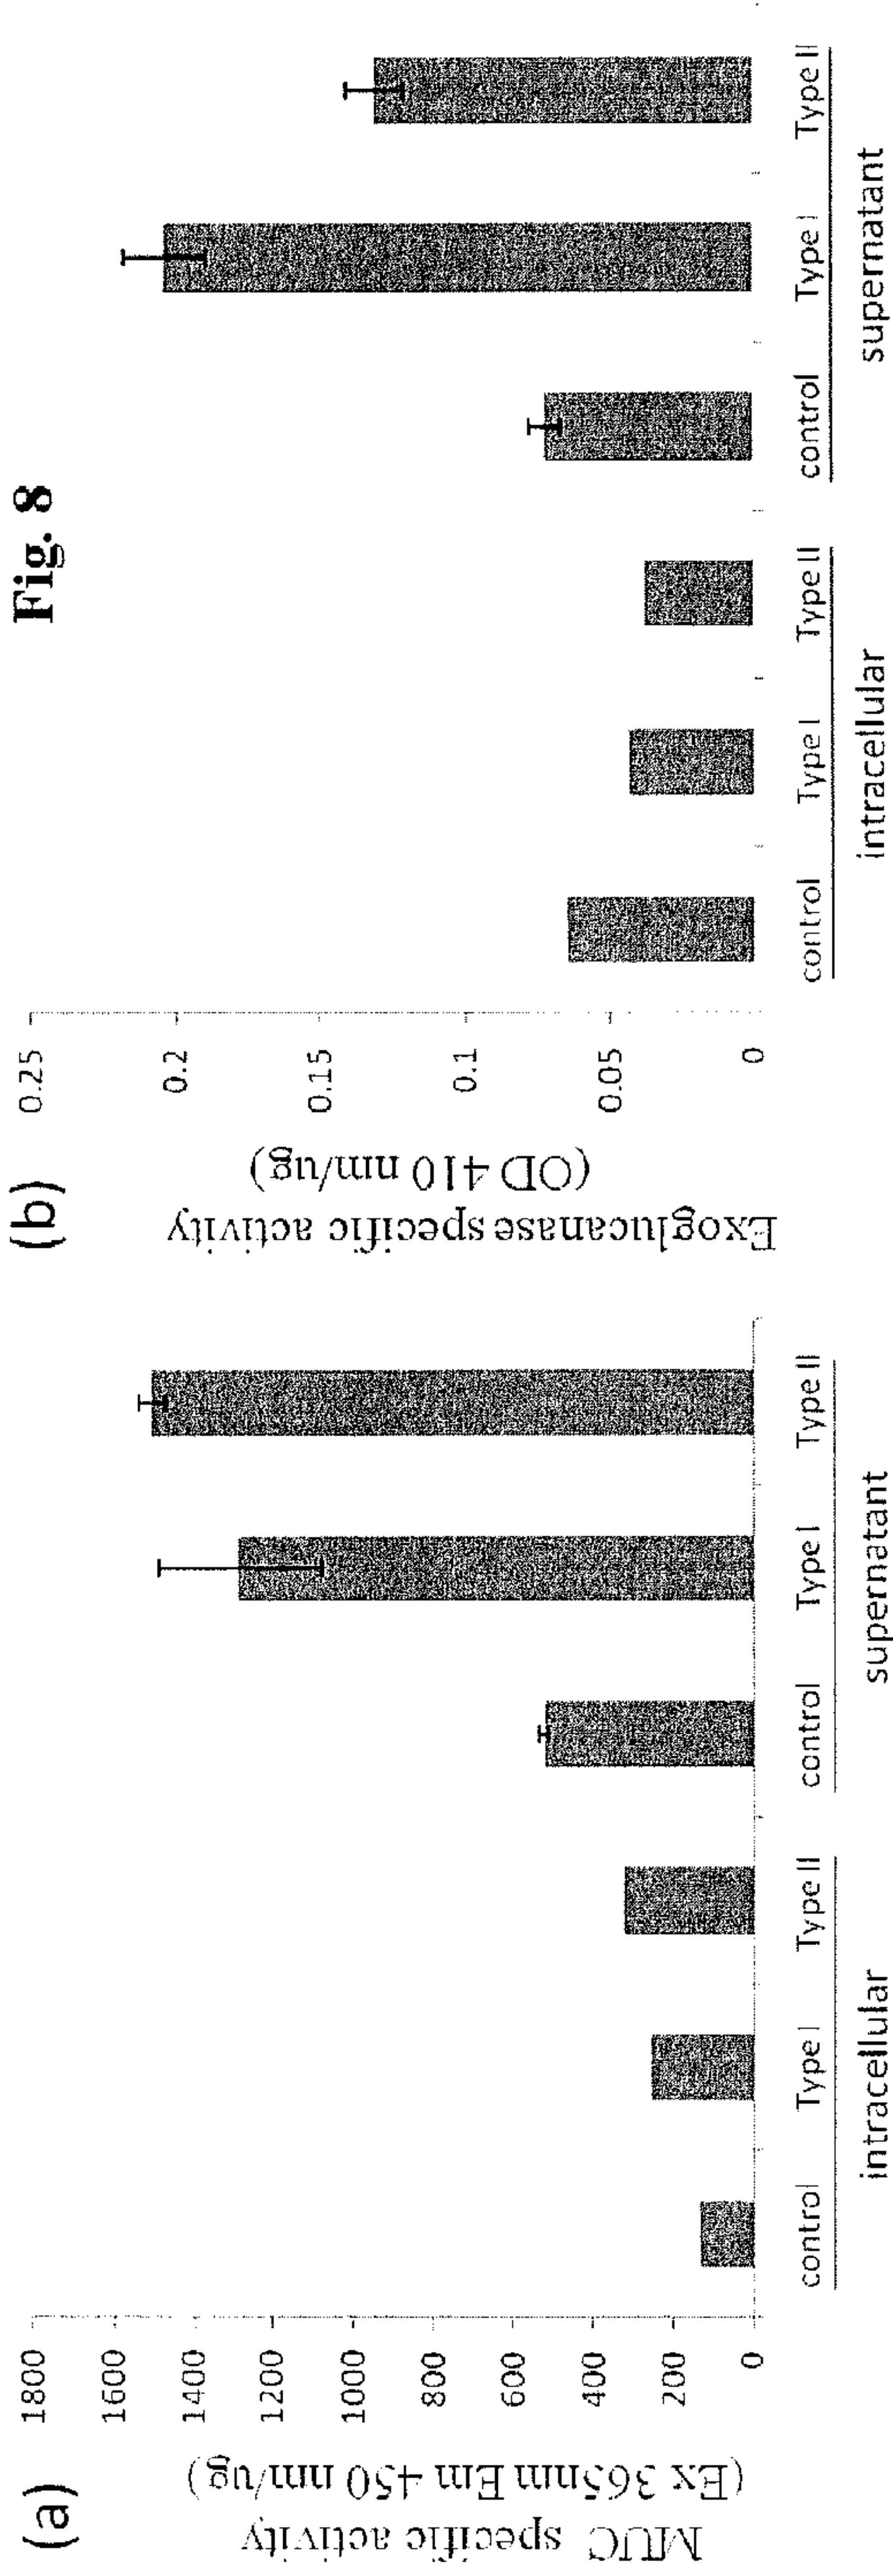 Fig. 8
(a)
MUC specific activity
(Ex 365nm Em 450 nm/ug)
1800
1600
1400
1200
1000
800
600
400
200
0
control
Type I
Type II
control
Type I
Type II
intracellular
supernatant
(b)
Exoglucanase specific activity
(OD 410 nm/ug)
0.25
0.2
0.15
0.1
0.05
0
control
Type I
Type II
control
Type I
Type II
intracellular
supernatant